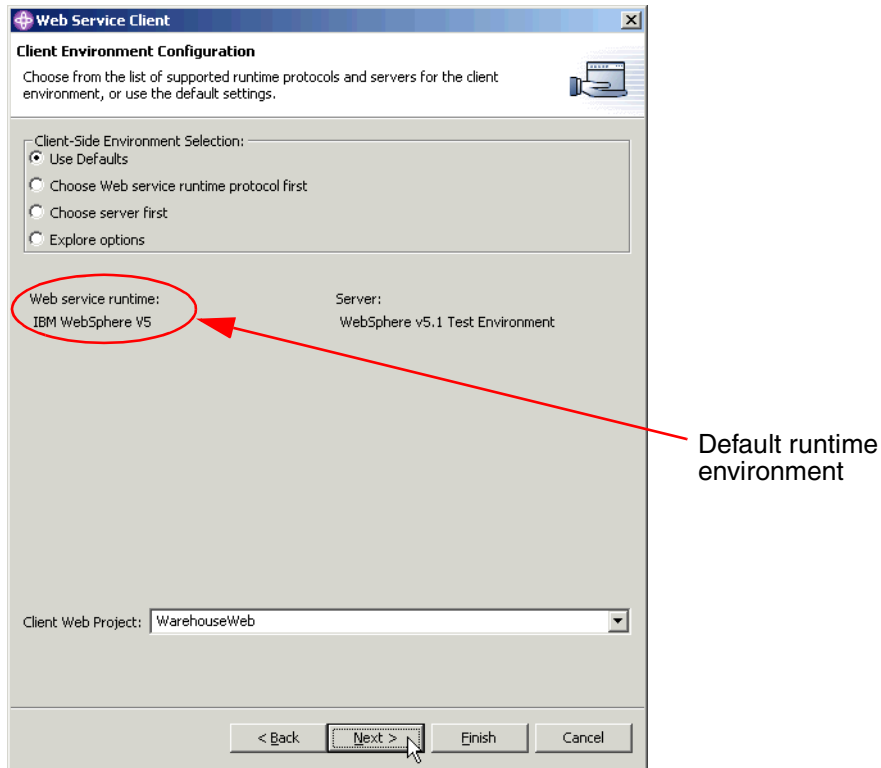 Web Service Client
Client Environment Configuration
Choose from the list of supported runtime protocols and servers for the client
environment, or use the default settings.
Client-Side Environment Selection:
Use Defaults
Choose Web service runtime protocol first
Choose server first
Explore options
Web service runtime:
IBM WebSphere V5
Server:
WebSphere v5.1 Test Environment
Default runtime
environment
Client Web Project: WarehouseWeb
< Back Next > Finish Cancel